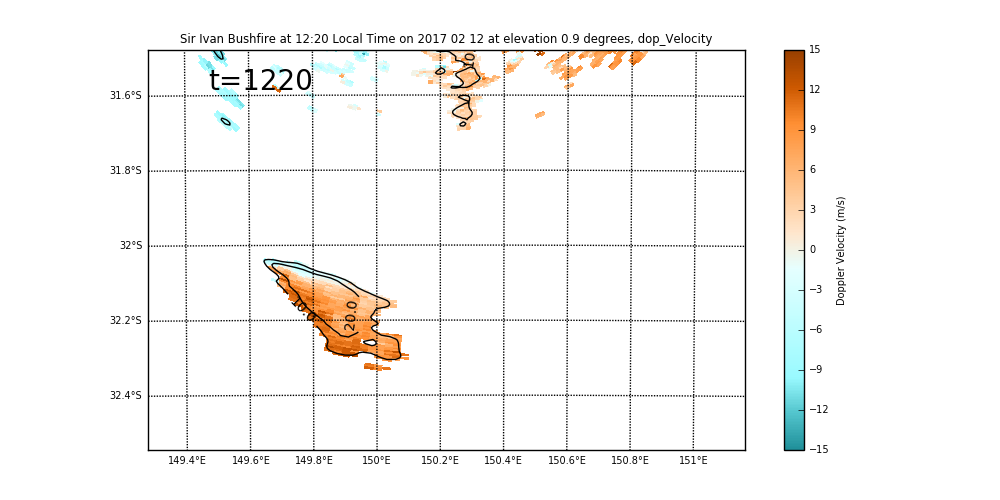 Sir Ivan Bushfire at 12:20 Local Time on 2017 02 12 at elevation 0.9 degrees, dop_Velocity
t=1220
31.6°S
31.8°S
32°S
32.2°S
32.4°S
20.0
149.4°E 149.6°E 149.8°E 150°E 150.2°E 150.4°E 150.6°E 150.8°E 151°E
15
12
9
6
3
0
−3
−6
−9
−12
−15
Doppler Velocity (m/s)